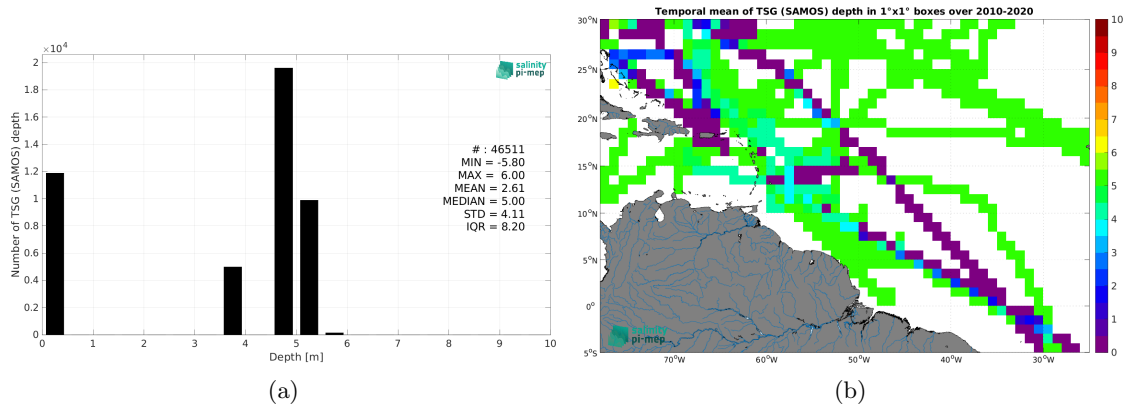 x10^4
2
1.8
1.6
1.4
1.2
1
0.8
0.6
0.4
0.2
0
Number of TSG (SAMOS) depth
salinity
pi-mep
# : 46511
MIN = -5.80
MAX = 6.00
MEAN = 2.61
MEDIAN = 5.00
STD = 4.11
IQR = 8.20
0 1 2 3 4 5 6 7 8 9 10
Depth [m]
(a)
Temporal mean of TSG (SAMOS) depth in 1°x1° boxes over 2010-2020
30°N
25°N
20°N
15°N
10°N
5°N
0°
5°S
70°W 60°W 50°W 40°W 30°W
salinity
pi-mep
10
9
8
7
6
5
4
3
2
1
0
(b)